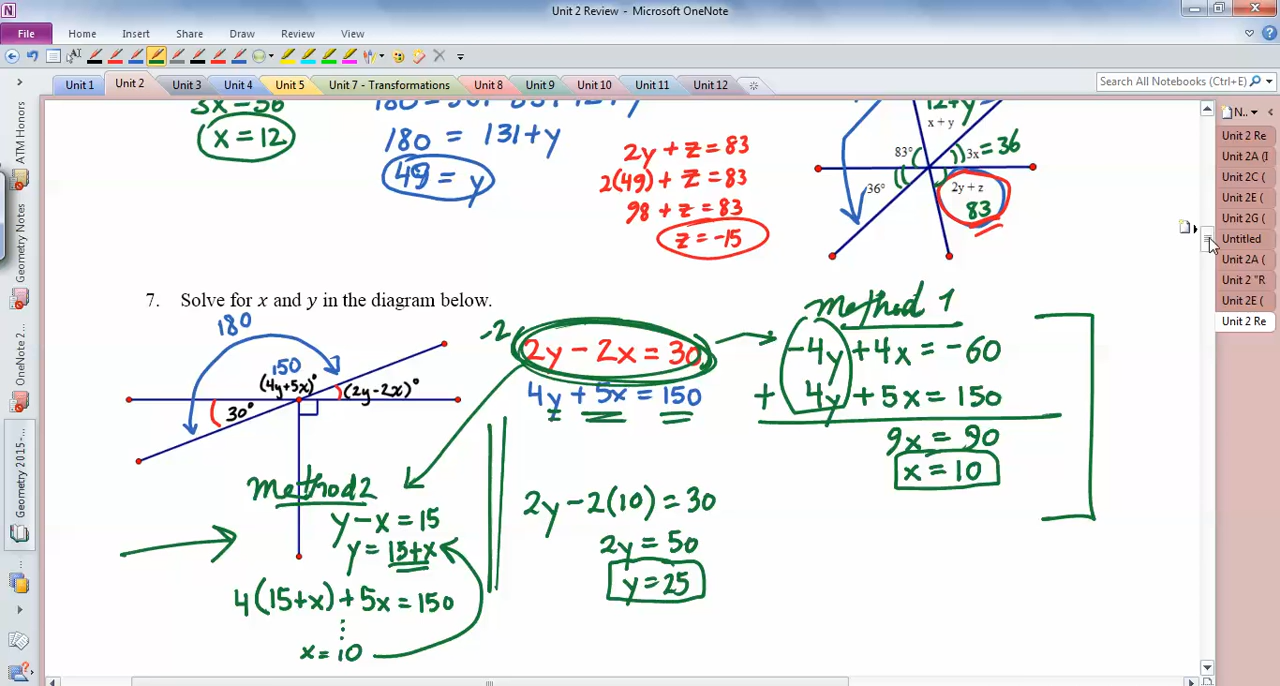 Unit 2 Review - Microsoft OneNote
File Home Insert Share Draw Review View
Unit 1 Unit 2 Unit 3 Unit 4 Unit 5 Unit 7 - Transformations Unit 8 Unit 9 Unit 10 Unit 11 Unit 12
Search All Notebooks (Ctrl+E)
ATM Honors
Geometry Notes
OneNote 2
Geometry 2015 -
N..
Unit 2 Re
Unit 2A (I
Unit 2C (
Unit 2E (
Unit 2G (
Untitled
Unit 2A (
Unit 2 "R
Unit 2E (
Unit 2 Re
3x = 36
x = 12
180 = 131 + y
49 = y
2y + z = 83
2(49) + z = 83
98 + z = 83
z = -15
12+y
x + y
83°
3x = 36
36°
2y + z
83
7. Solve for x and y in the diagram below.
180
150
(4y+5x)°
(2y-2x)°
30°
-2
2y - 2x = 30
4y + 5x = 150
method 1
-4y + 4x = -60
+ 4y + 5x = 150
9x = 90
x = 10
2y - 2(10) = 30
2y = 50
y = 25
method 2
y - x = 15
y = 15+x
4(15+x) + 5x = 150
x = 10